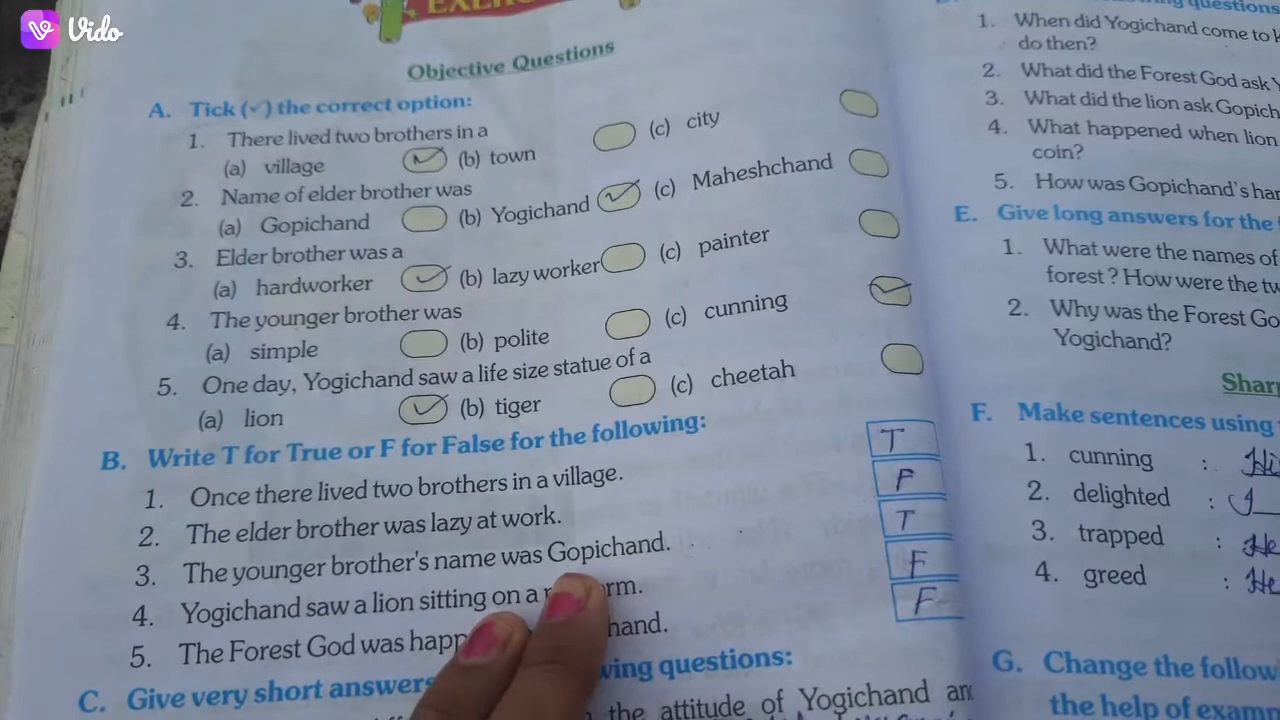 Vido
Objective Questions
A. Tick (✓) the correct option:
1. There lived two brothers in a
(a) village (b) town (c) city
2. Name of elder brother was
(a) Gopichand (b) Yogichand (c) Maheshchand
3. Elder brother was a
(a) hardworker (b) lazy worker (c) painter
4. The younger brother was
(a) simple (b) polite (c) cunning
5. One day, Yogichand saw a life size statue of a
(a) lion (b) tiger (c) cheetah
B. Write T for True or F for False for the following:
1. Once there lived two brothers in a village. T
2. The elder brother was lazy at work. F
3. The younger brother's name was Gopichand. T
4. Yogichand saw a lion sitting on a F
5. The Forest God was F
C. Give very short answers questions:
the attitude of Yogichand
questions
1. When did Yogichand come to
do then?
2. What did the Forest God ask
3. What did the lion ask
4. What happened when lion
coin?
5. How was Gopichand's
E. Give long answers for the
1. What were the names of
forest? How were the
2. Why was the Forest
Yogichand?
F. Make sentences using
1. cunning :
2. delighted : I
3. trapped : He
4. greed : He
G. Change the
the help of